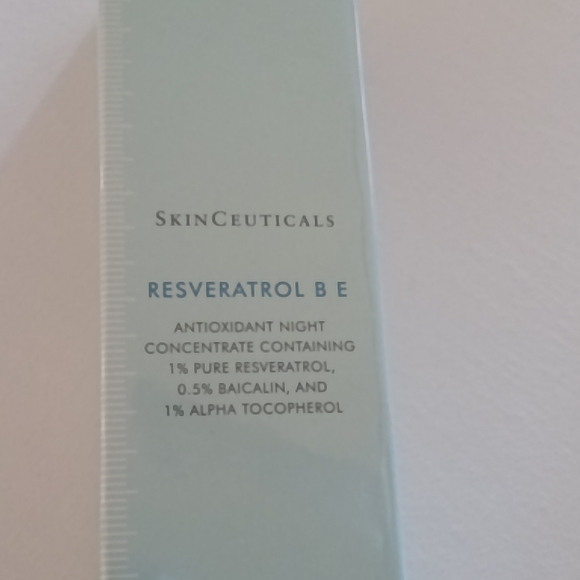 SKINCEUTICALS
RESVERATROL B E
ANTIOXIDANT NIGHT
CONCENTRATE CONTAINING
1% PURE RESVERATROL,
0.5% BAICALIN, AND
1% ALPHA TOCOPHEROL